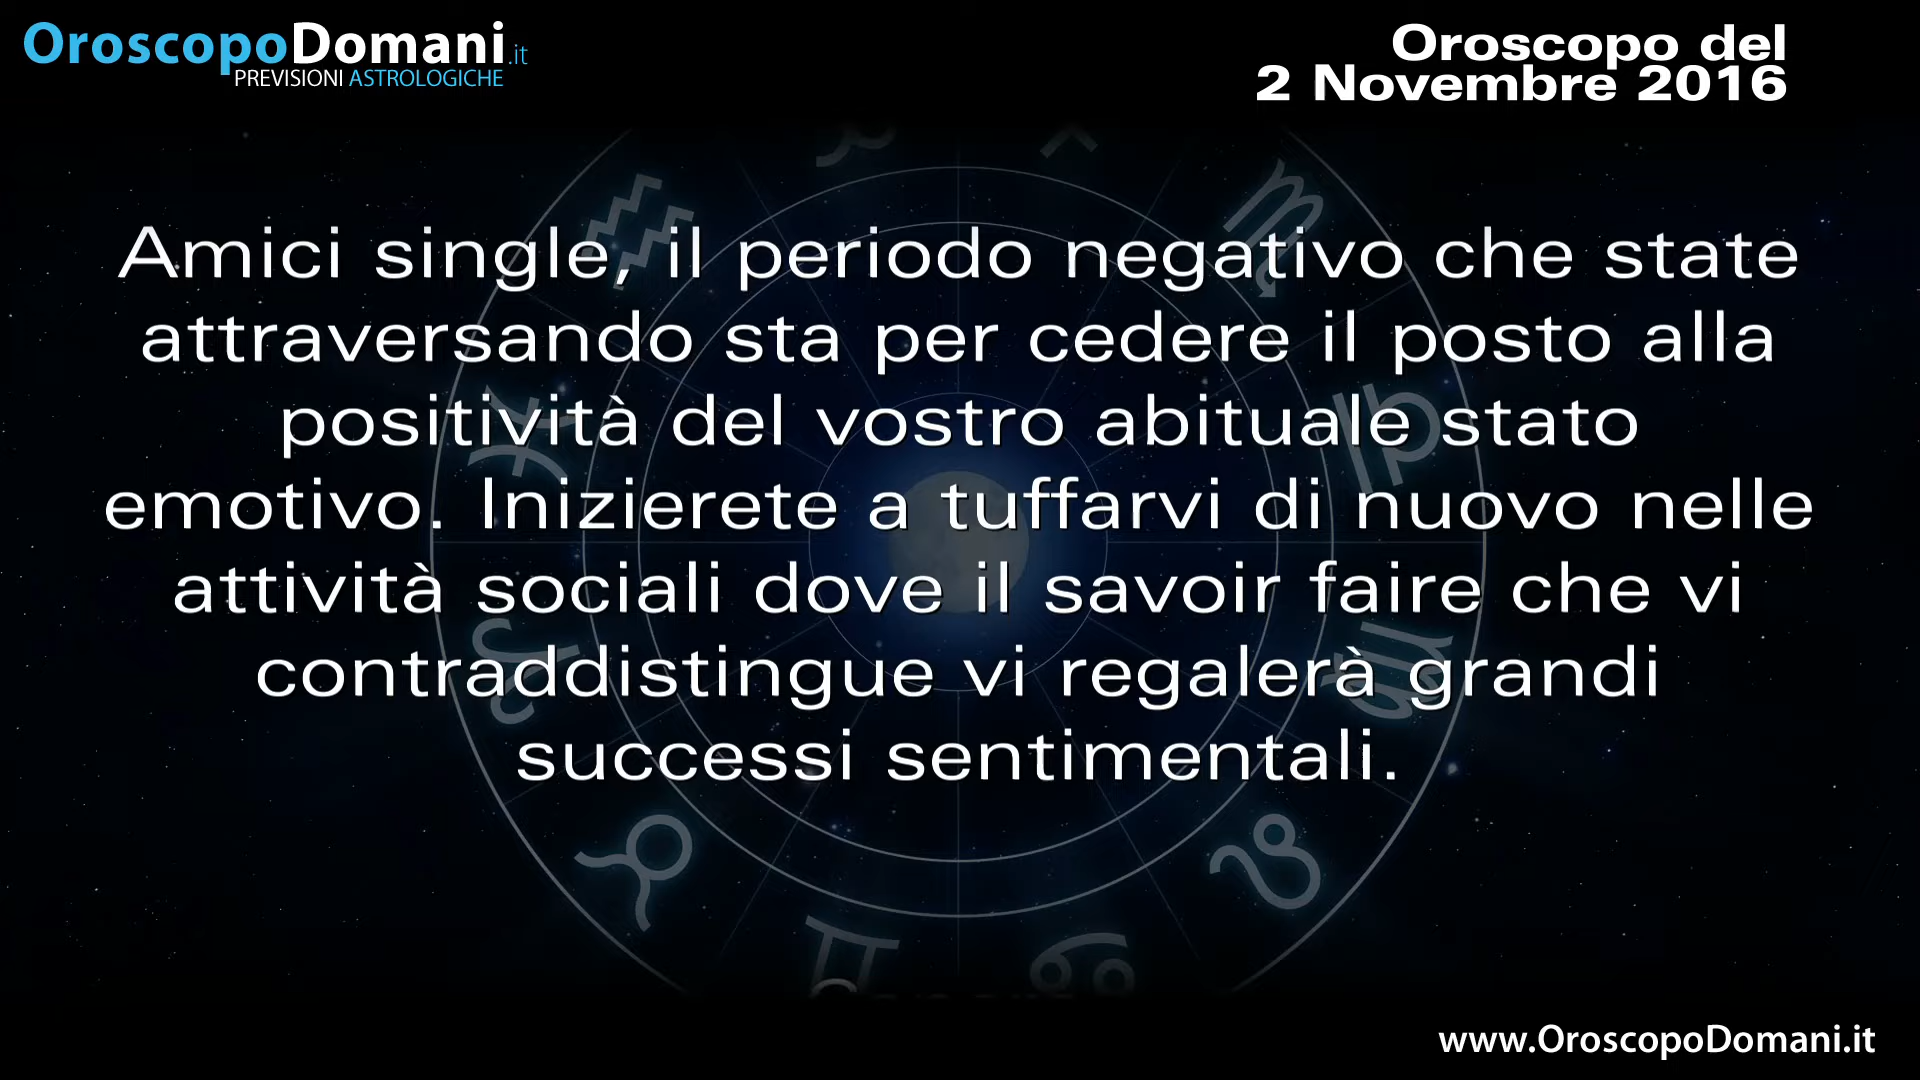 OroscopoDomani.it
PREVISIONI ASTROLOGICHE
Oroscopo del
2 Novembre 2016
Amici single, il periodo negativo che state
attraversando sta per cedere il posto alla
positività del vostro abituale stato
emotivo. Inizierete a tuffarvi di nuovo nelle
attività sociali dove il savoir faire che vi
contraddistingue vi regalerà grandi
successi sentimentali.
www.OroscopoDomani.it